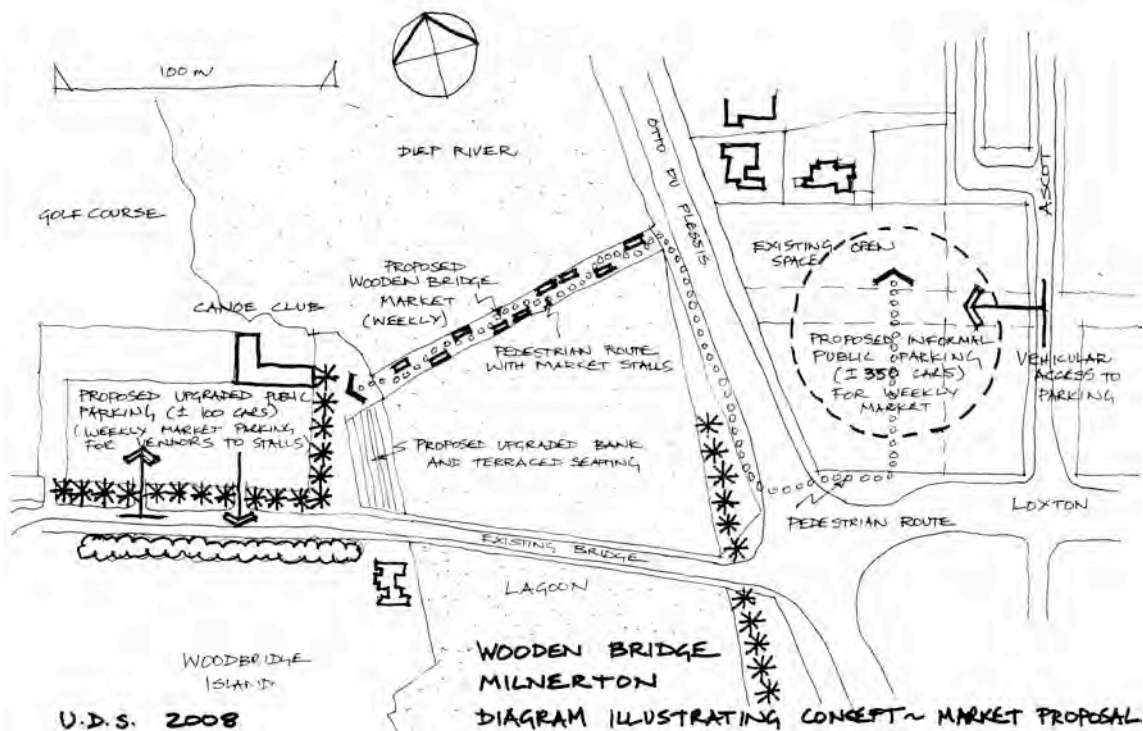 100 m
DIEP RIVER
GOLF COURSE
OTTO DU PLESSIS
ASCOT
EXISTING OPEN
SPACE
PROPOSED
WOODEN BRIDGE
MARKET
(WEEKLY)
CANOE CLUB
PEDESTRIAN ROUTE
WITH MARKET STALLS
PROPOSED INFORMAL
PUBLIC PARKING
(± 350 CARS)
FOR WEEKLY
MARKET
VEHICULAR
ACCESS TO
PARKING
PROPOSED UPGRADED PUBLIC
PARKING (± 100 CARS)
(WEEKLY MARKET PARKING
FOR VENDORS TO STALLS)
PROPOSED UPGRADED BANK
AND TERRACED SEATING
LOXTON
PEDESTRIAN ROUTE
EXISTING BRIDGE
LAGOON
WOODBRIDGE
ISLAND
WOODEN BRIDGE
MILNERTON
DIAGRAM ILLUSTRATING CONCEPT ~ MARKET PROPOSAL
U.D.S. 2008